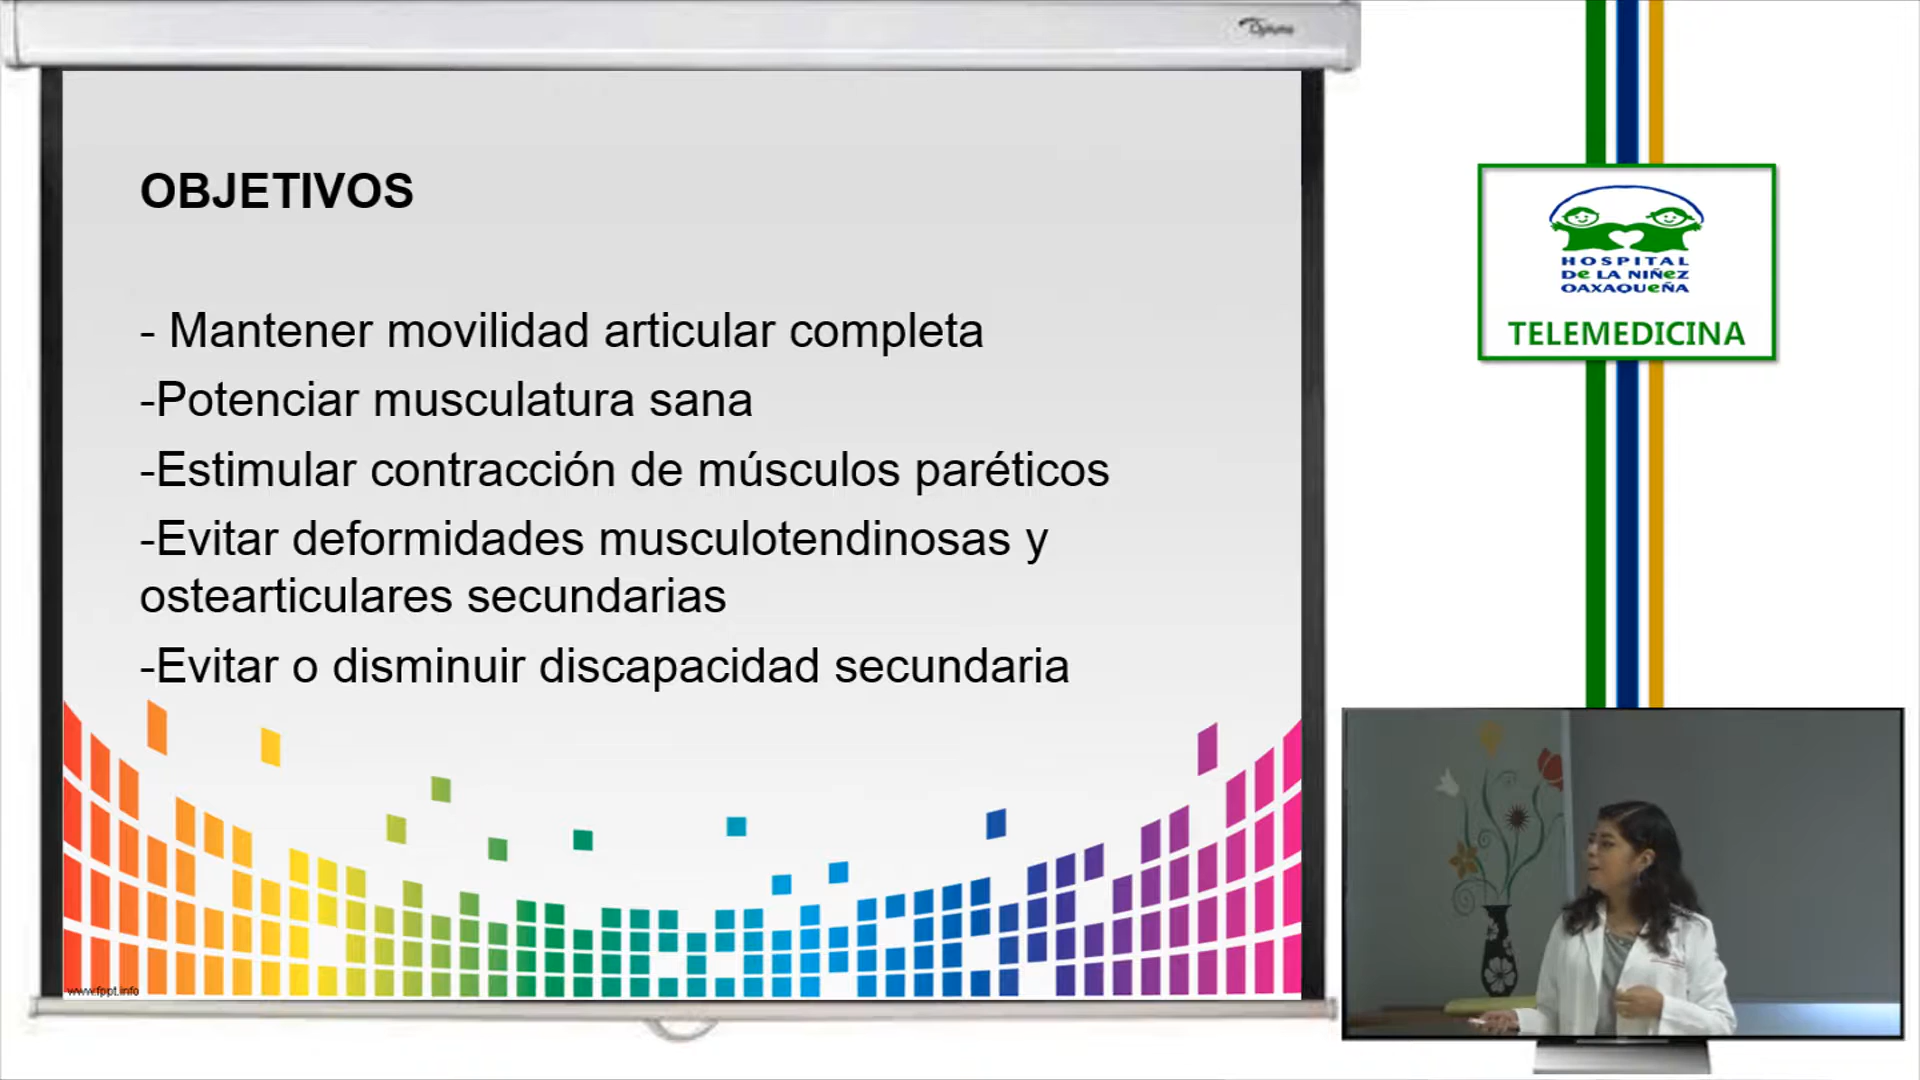 Optoma
OBJETIVOS
- Mantener movilidad articular completa
-Potenciar musculatura sana
-Estimular contracción de músculos paréticos
-Evitar deformidades musculotendinosas y
ostearticulares secundarias
-Evitar o disminuir discapacidad secundaria
www.fppt.info
HOSPITAL
De LA NIÑeZ
OAXAQUeÑA
TELEMEDICINA